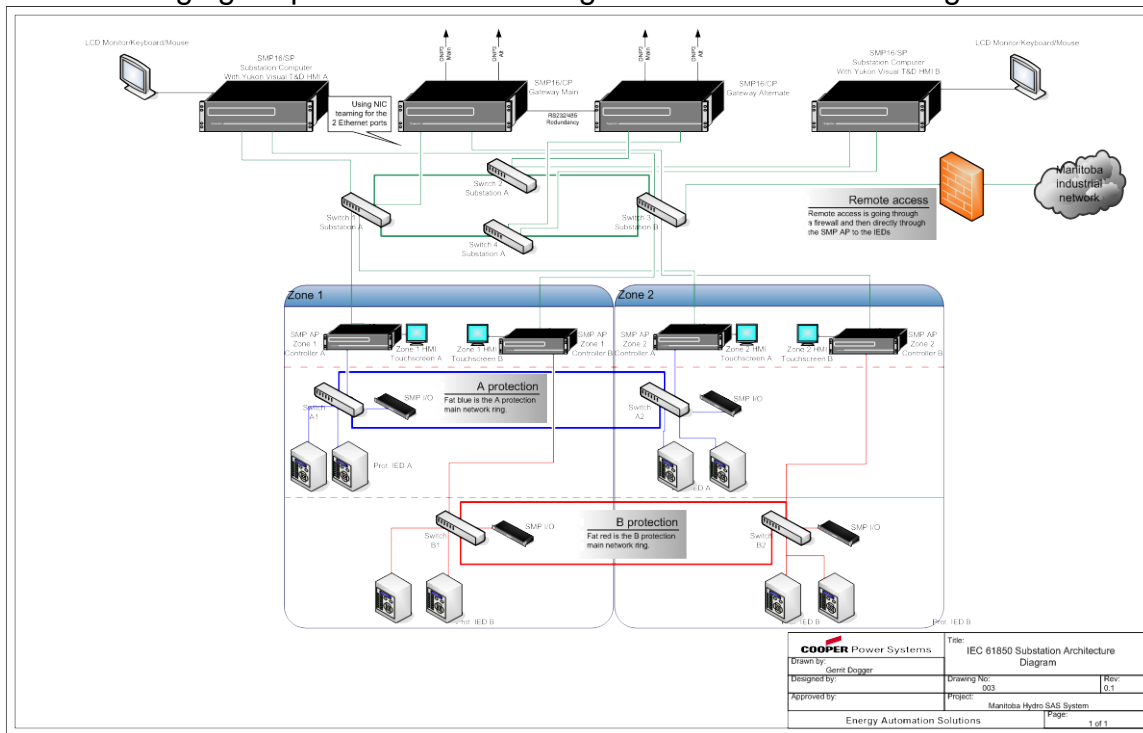 LCD Monitor/Keyboard/Mouse
SMP16/SP
Substation Computer
With Yukon Visual T&D HMI A
DNP3
Main
DNP3
Alt
SMP16/CP
Gateway Main
DNP3
Main
DNP3
Alt
SMP16/CP
Gateway Alternate
SMP16/SP
Substation Computer
With Yukon Visual T&D HMI B
LCD Monitor/Keyboard/Mouse
Using NIC
teaming for the
2 Ethernet ports
RS232/485
Redundancy
Switch 2
Substation A
Switch 1
Substation A
Switch 3
Substation B
Switch 4
Substation A
Remote access
Remote access is going through
a firewall and then directly through
the SMP AP to the IEDs
Manitoba
industrial
network
Zone 1
Zone 2
SMP AP
Zone 1
Controller A
Zone 1 HMI
Touchscreen A
Zone 1 HMI
Touchscreen B
SMP AP
Zone 1
Controller B
SMP AP
Zone 2
Controller A
Zone 2 HMI
Touchscreen A
Zone 2 HMI
Touchscreen B
SMP AP
Zone 2
Controller B
Switch
A1
SMP I/O
A protection
Fat blue is the A protection
main network ring.
Switch
A2
SMP I/O
Prot. IED A
ED A
Switch
B1
SMP I/O
B protection
Fat red is the B protection
main network ring.
Switch
B2
SMP I/O
Prot. IED B
IED B
Prot. IED B
COOPER Power Systems
Title:
IEC 61850 Substation Architecture
Diagram
Drawn by:
Gerrit Dogger
Designed by:
Drawing No:
003
Rev:
0.1
Approved by:
Project:
Manitoba Hydro SAS System
Energy Automation Solutions
Page:
1 of 1